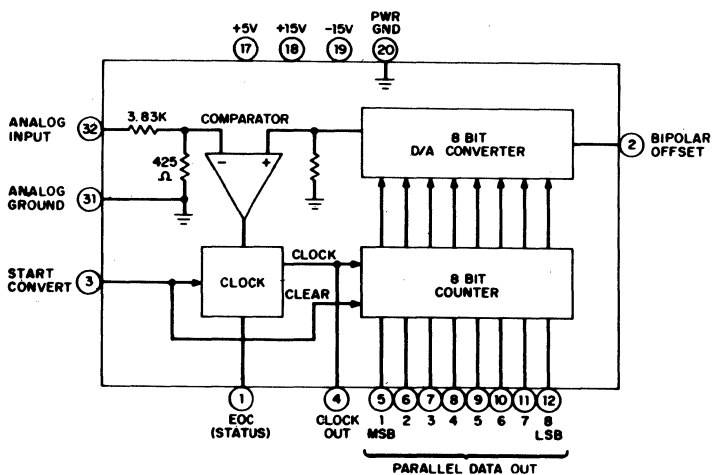 +5V +15V -15V PWR GND
17 18 19 20
ANALOG INPUT
32
3.83K
COMPARATOR
- +
8 BIT D/A CONVERTER
2
BIPOLAR OFFSET
425 Ω
ANALOG GROUND
31
START CONVERT
3
CLOCK
CLOCK
CLEAR
8 BIT COUNTER
1 4 5 6 7 8 9 10 11 12
EOC (STATUS)
CLOCK OUT
1 2 3 4 5 6 7 8
MSB LSB
PARALLEL DATA OUT